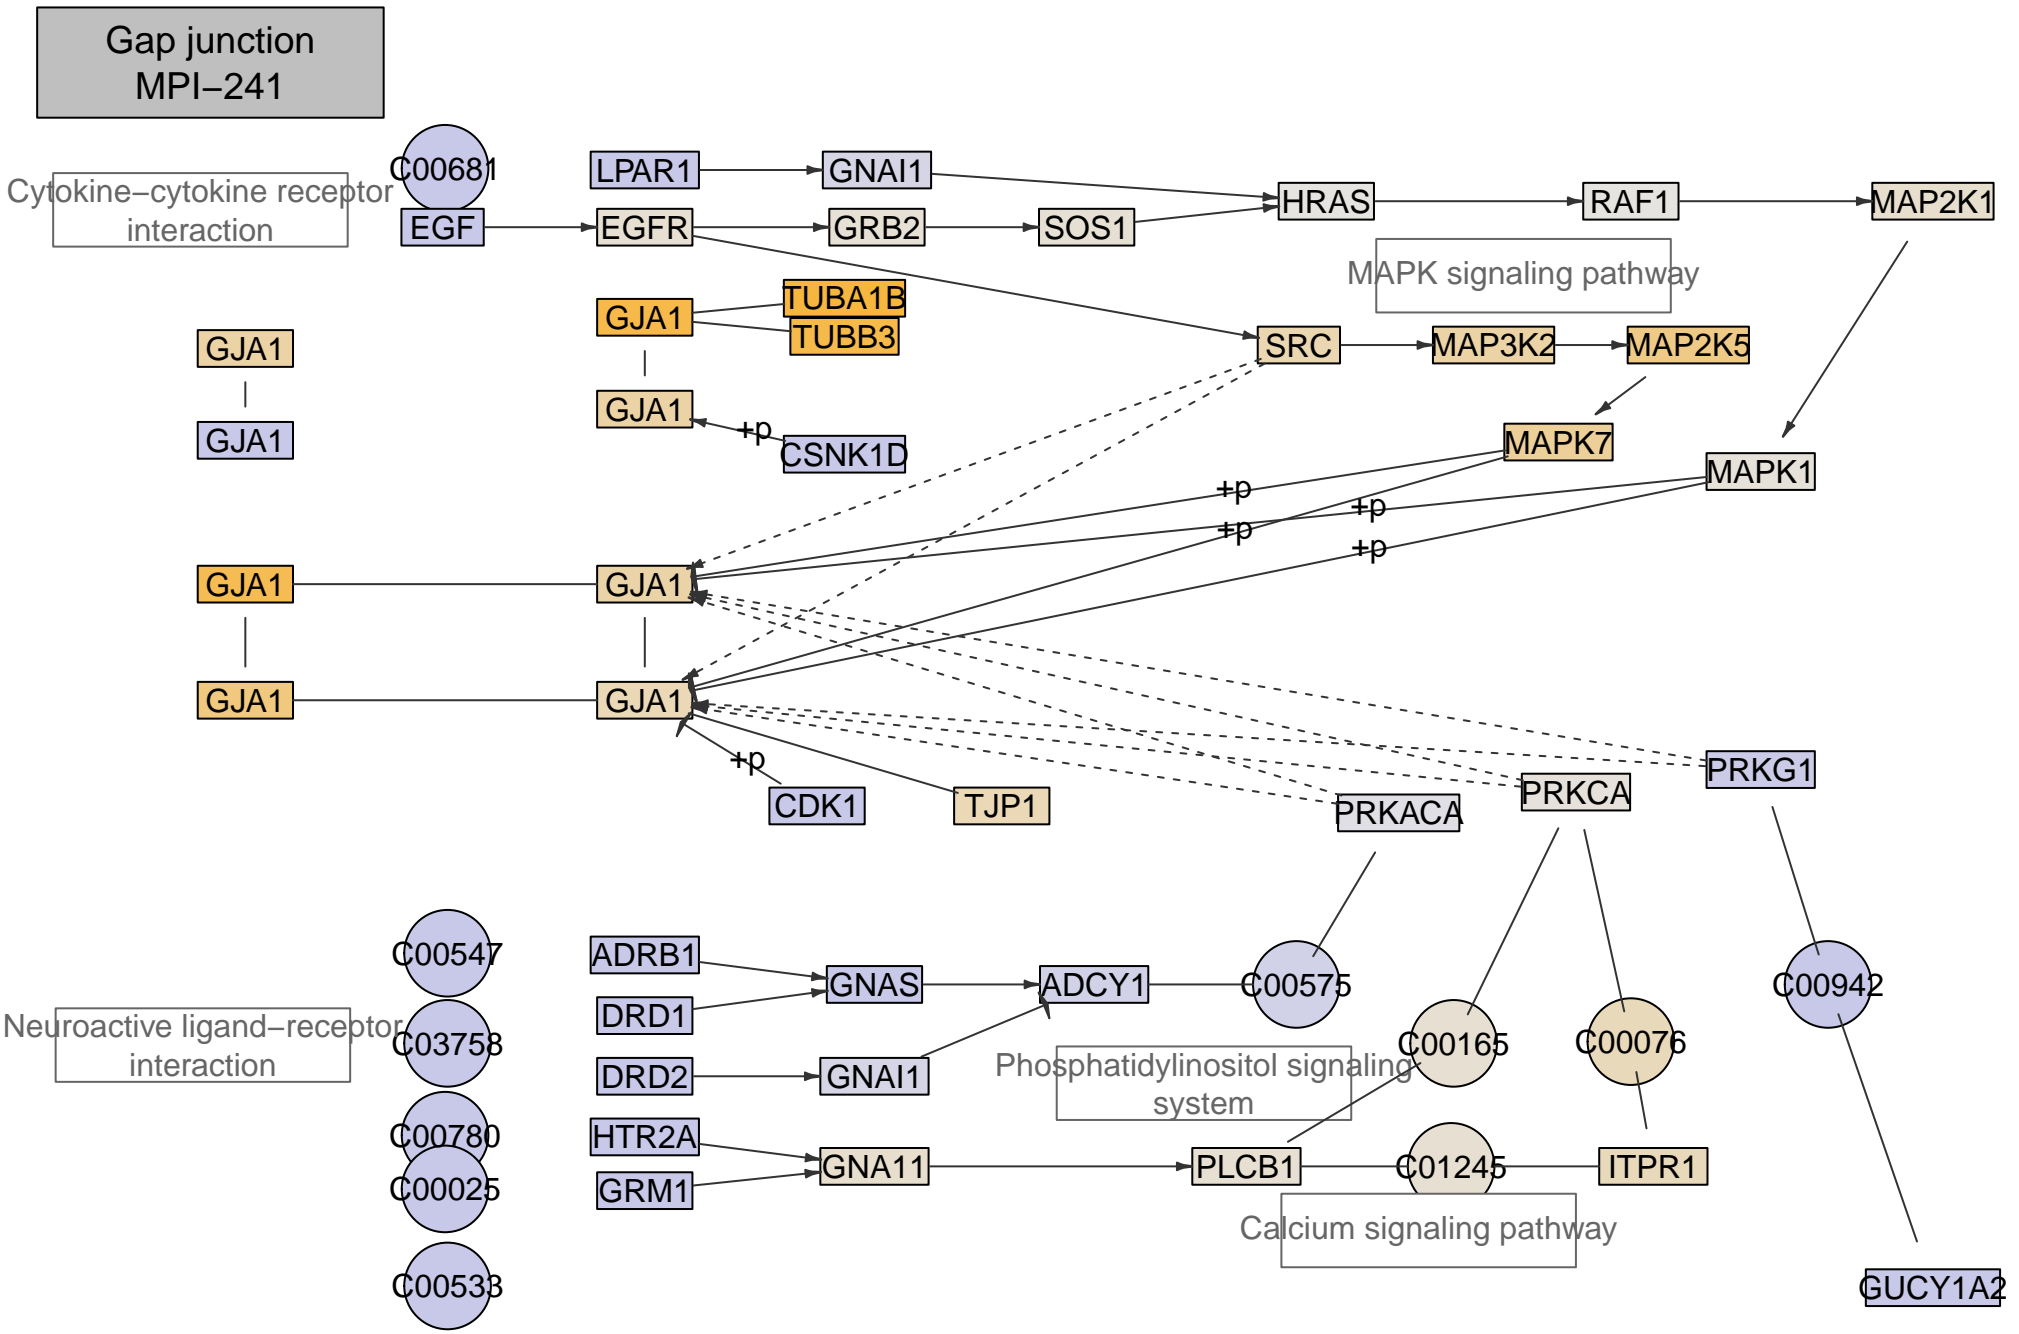 Gap junction
MPI−241
C00681
LPAR1
GNAI1
Cytokine−cytokine receptor
interaction
HRAS
RAF1
MAP2K1
EGF
EGFR
GRB2
SOS1
MAPK signaling pathway
TUBA1B
GJA1
TUBB3
GJA1
SRC
MAP3K2
MAP2K5
GJA1
+p
GJA1
CSNK1D
MAPK7
MAPK1
+p
+p
+p
+p
GJA1
GJA1
GJA1
GJA1
+p
PRKG1
CDK1
TJP1
PRKACA
PRKCA
C00547
ADRB1
GNAS
ADCY1
C00575
C00942
DRD1
Neuroactive ligand−receptor
interaction
C03758
C00165
C00076
DRD2
GNAI1
Phosphatidylinositol signaling
system
C00780
HTR2A
GNA11
PLCB1
C01245
ITPR1
C00025
GRM1
Calcium signaling pathway
C00533
GUCY1A2